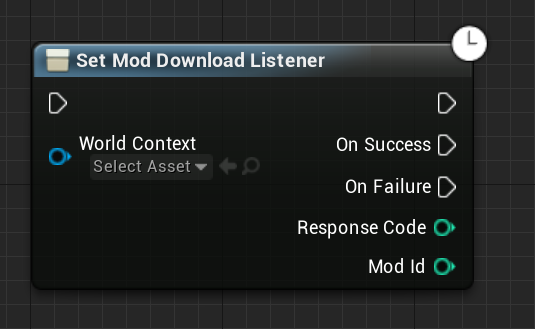 Set Mod Download Listener
World Context
Select Asset
On Success
On Failure
Response Code
Mod Id